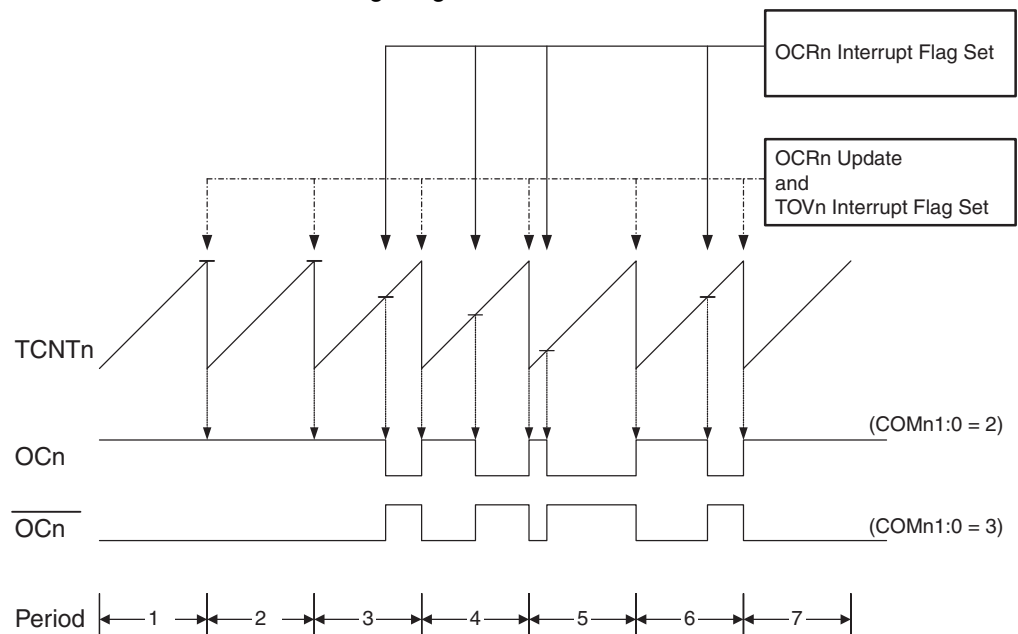 OCRn Interrupt Flag Set
OCRn Update
and
TOVn Interrupt Flag Set
TCNTn
(COMn1:0 = 2)
OCn
OCn
(COMn1:0 = 3)
Period 1 2 3 4 5 6 7